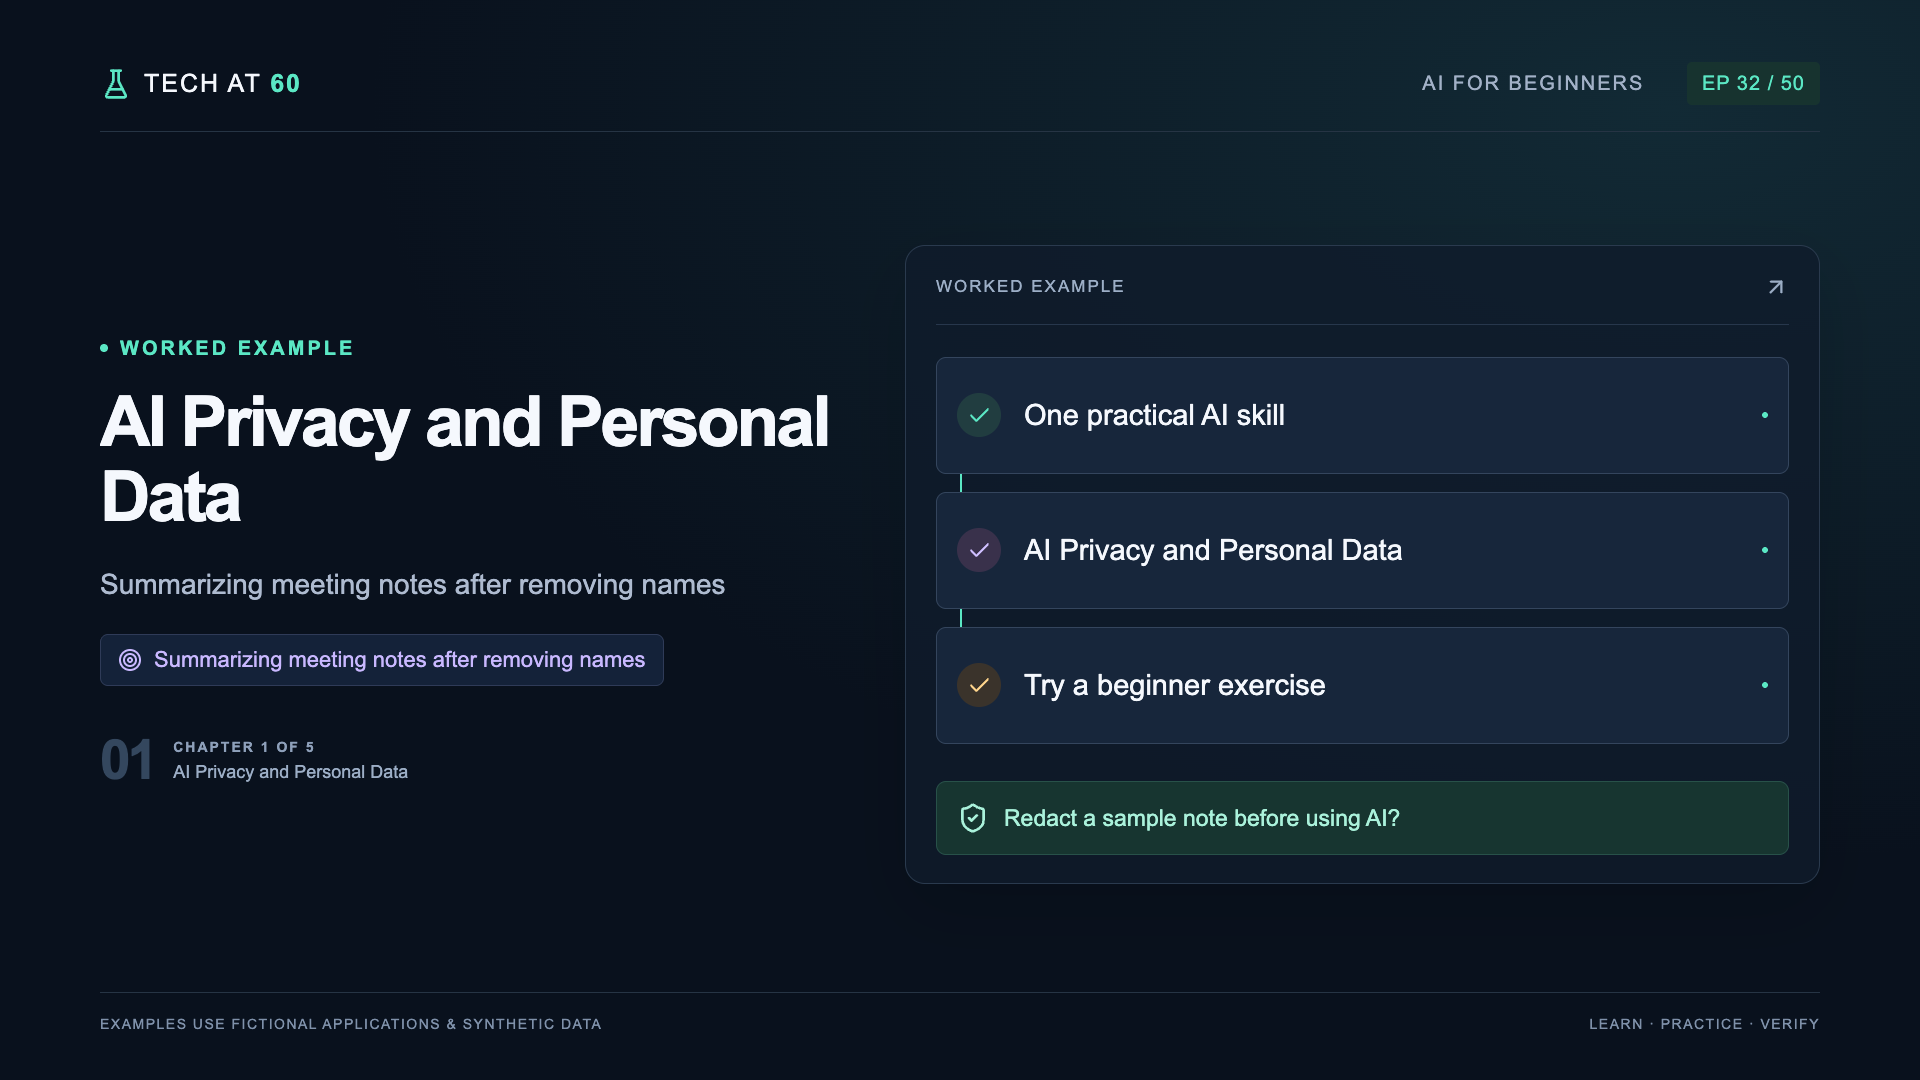 TECH AT 60
AI FOR BEGINNERS
EP 32 / 50
WORKED EXAMPLE
AI Privacy and Personal
Data
Summarizing meeting notes after removing names
Summarizing meeting notes after removing names
01
CHAPTER 1 OF 5
AI Privacy and Personal Data
WORKED EXAMPLE
One practical AI skill
AI Privacy and Personal Data
Try a beginner exercise
Redact a sample note before using AI?
EXAMPLES USE FICTIONAL APPLICATIONS & SYNTHETIC DATA
LEARN · PRACTICE · VERIFY